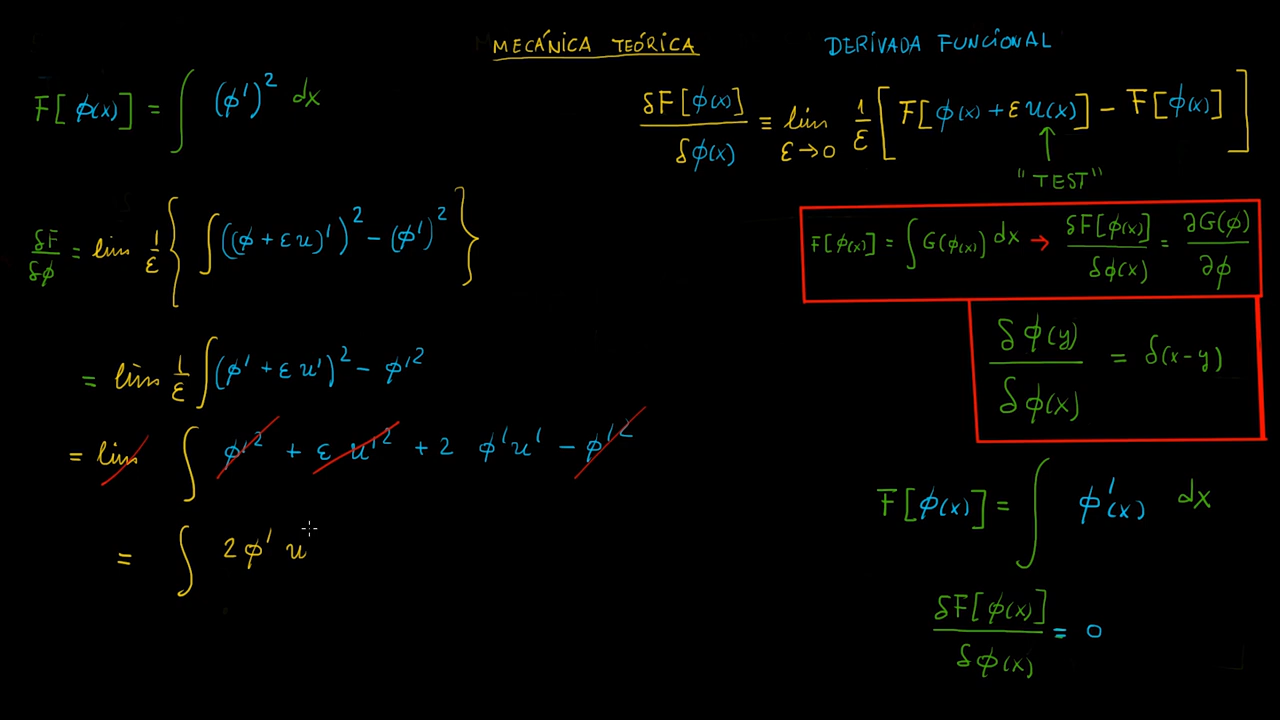 MECÁNICA TEÓRICA
DERIVADA FUNCIONAL
F[ϕ(x)] = ∫ (ϕ')² dx
δF/δϕ = lim 1/ε { ∫ ((ϕ + εu)')² − (ϕ')² }
= lim 1/ε ∫ (ϕ' + εu')² − ϕ'²
= lim ∫ ϕ'² + ε u'² + 2 ϕ'u' − ϕ'²
= ∫ 2ϕ' u
δF[ϕ(x)]/δϕ(x) ≡ lim ε→0 1/ε [ F[ϕ(x) + εu(x)] − F[ϕ(x)] ]
"TEST"
F[ϕ(x)] = ∫ G(ϕ(x)) dx → δF[ϕ(x)]/δϕ(x) = ∂G(ϕ)/∂ϕ
δϕ(y)/δϕ(x) = δ(x-y)
F[ϕ(x)] = ∫ ϕ'(x) dx
δF[ϕ(x)]/δϕ(x) = 0